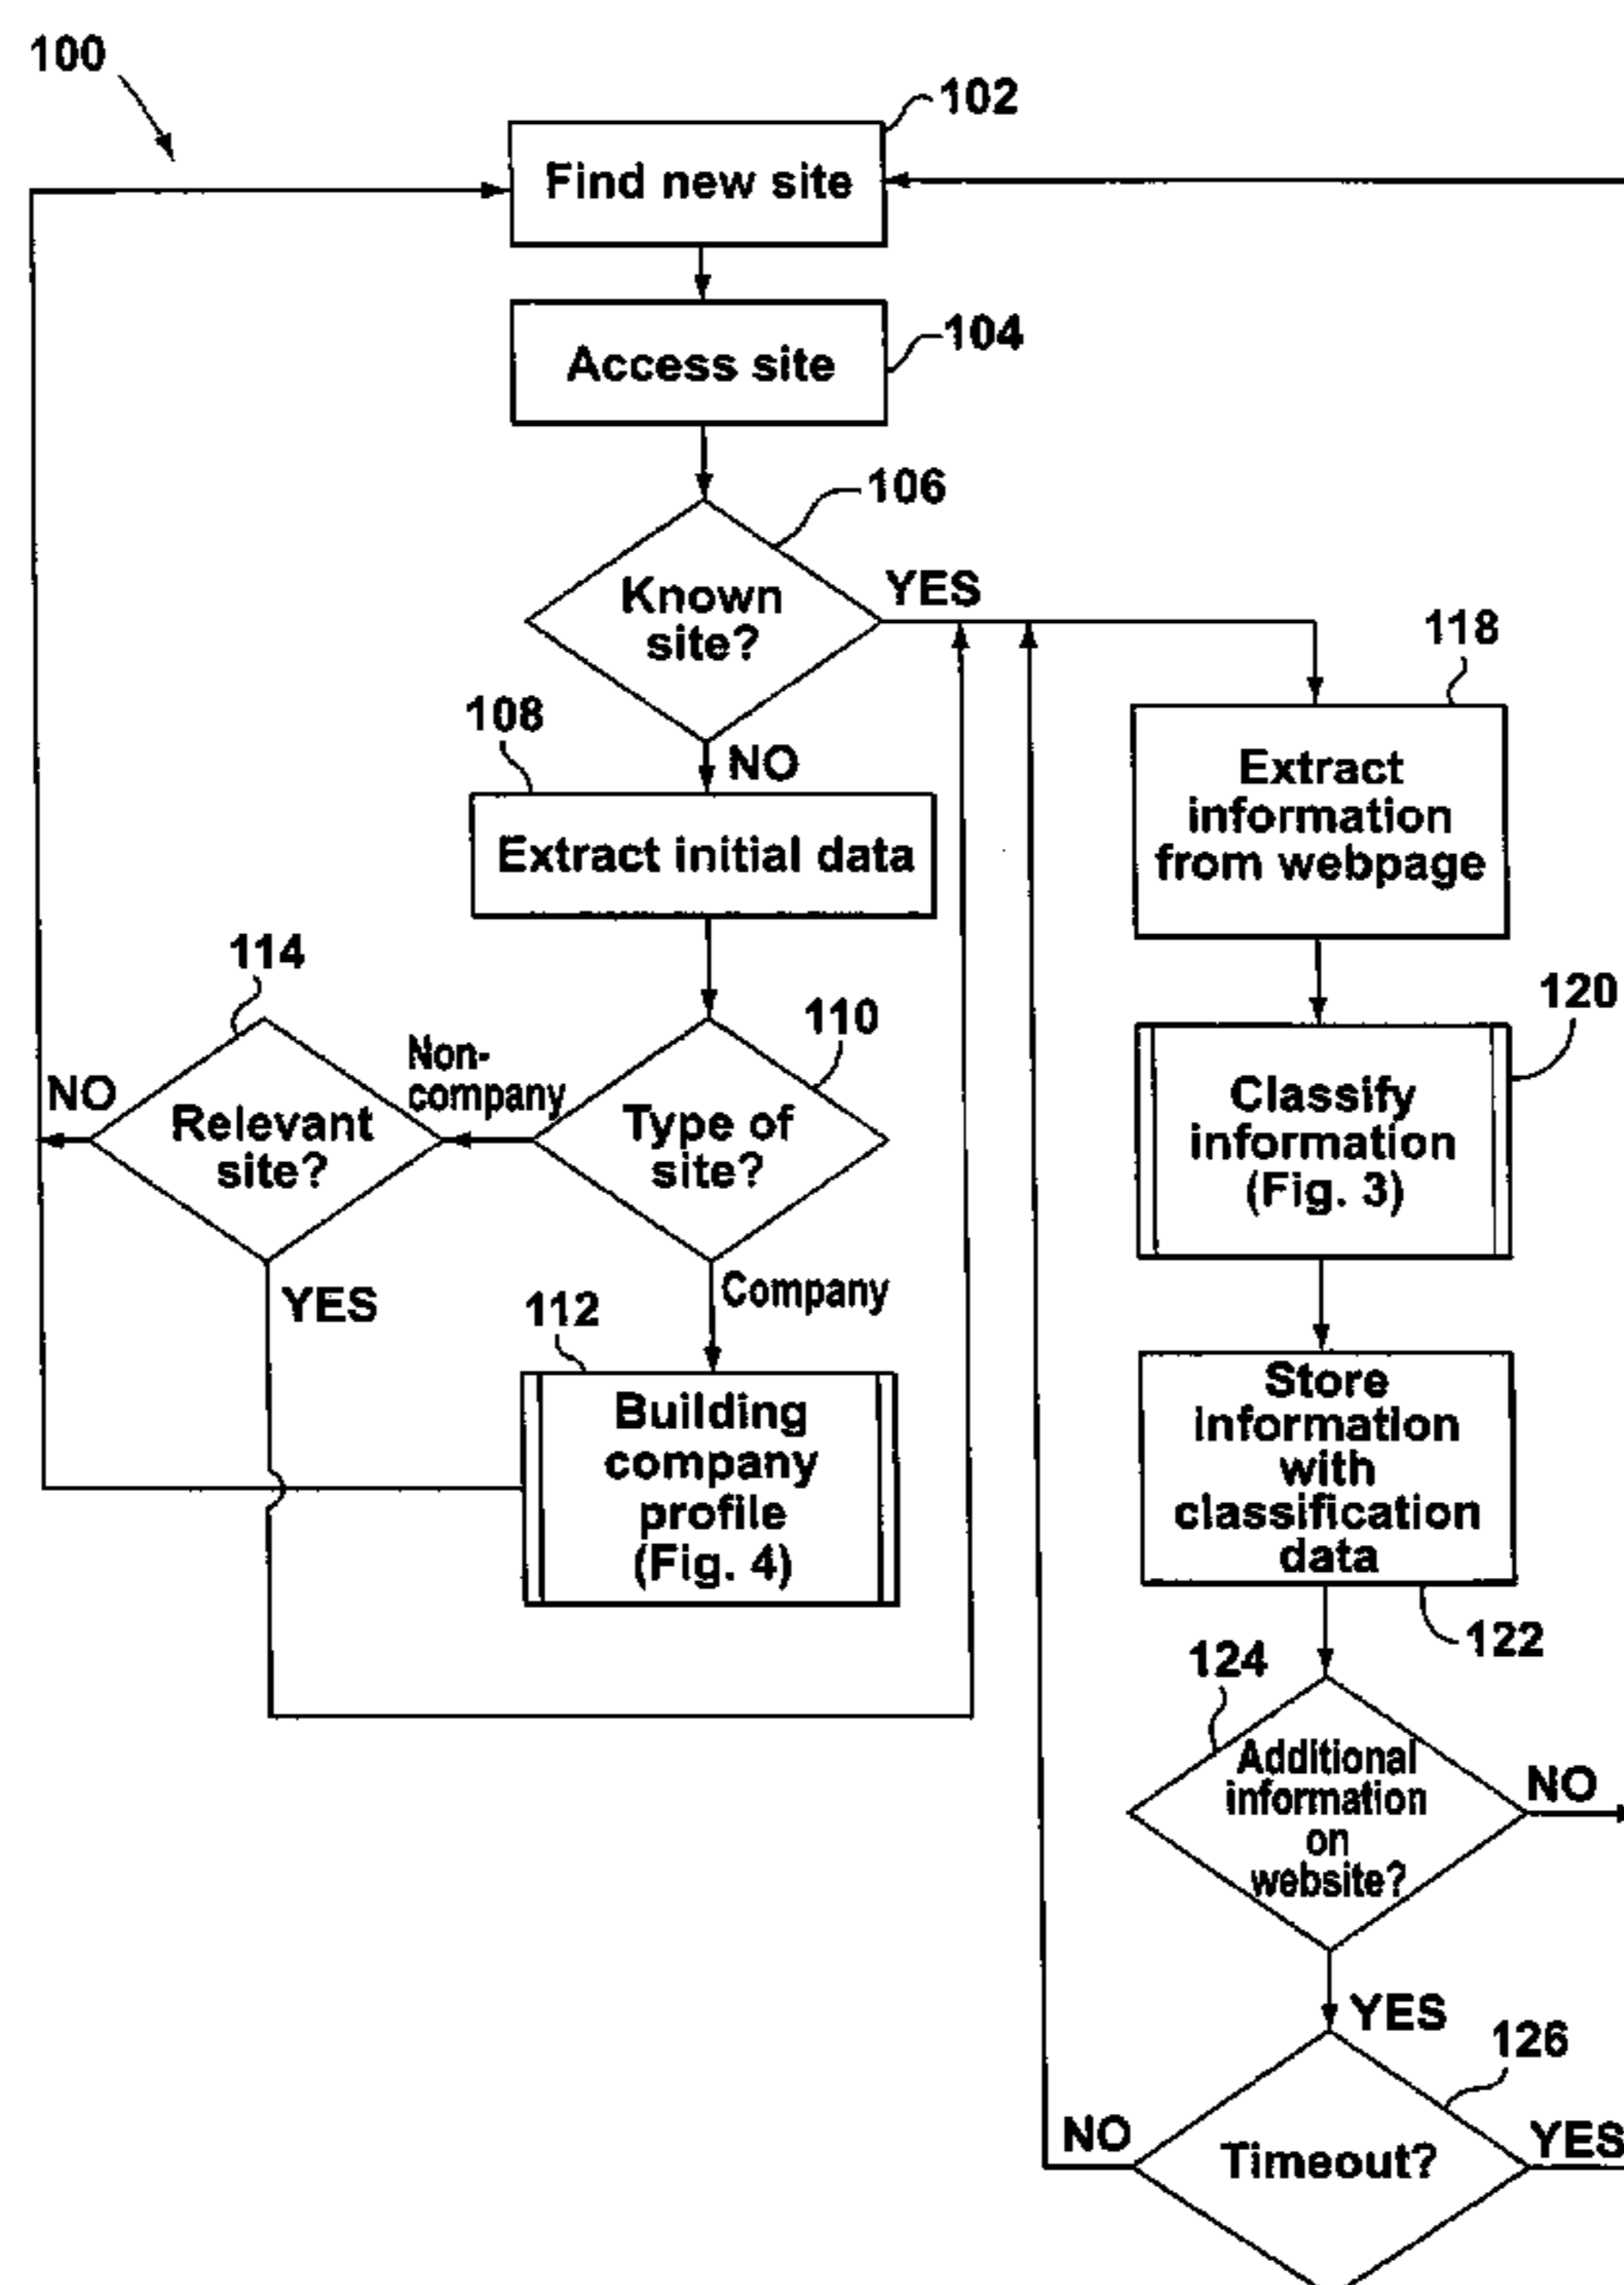 100
102
Find new site
104
Access site
106
Known
site?
YES
NO
108
Extract initial data
110
Type of
site?
Non-
company
114
Relevant
site?
NO
YES
Company
112
Building
company
profile
(Fig. 4)
118
Extract
information
from webpage
120
Classify
information
(Fig. 3)
Store
information
with
classification
data
122
124
Additional
information
on
website?
NO
YES
126
Timeout?
NO
YES